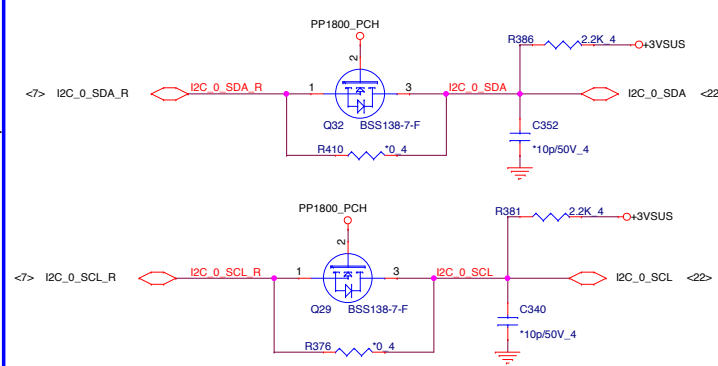 PP1800_PCH
R386 2.2K_4 +3VSUS
2
<7> I2C_0_SDA_R I2C_0_SDA_R 1 3 I2C_0_SDA I2C_0_SDA <22
Q32 BSS138-7-F
C352
R410 *0_4
*10p/50V_4
PP1800_PCH
R381 2.2K_4 +3VSUS
2
<7> I2C_0_SCL_R I2C_0_SCL_R 1 3 I2C_0_SCL I2C_0_SCL <22>
Q29 BSS138-7-F
C340
*10p/50V_4
R376 *0_4